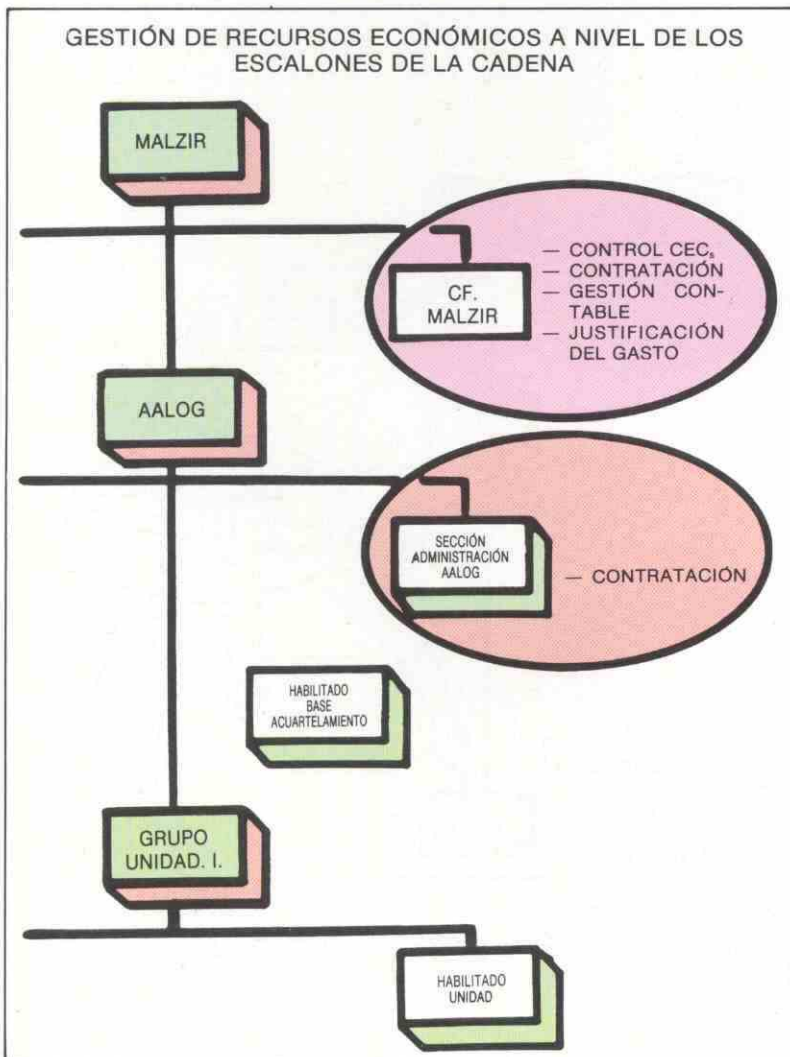 GESTIÓN DE RECURSOS ECONÓMICOS A NIVEL DE LOS
ESCALONES DE LA CADENA
MALZIR
CF.
MALZIR
— CONTROL CECs
— CONTRATACIÓN
— GESTIÓN CON-
TABLE
— JUSTIFICACIÓN
DEL GASTO
AALOG
SECCIÓN
ADMINISTRACIÓN
AALOG
— CONTRATACIÓN
HABILITADO
BASE
ACUARTELAMIENTO
GRUPO
UNIDAD. I.
HABILITADO
UNIDAD